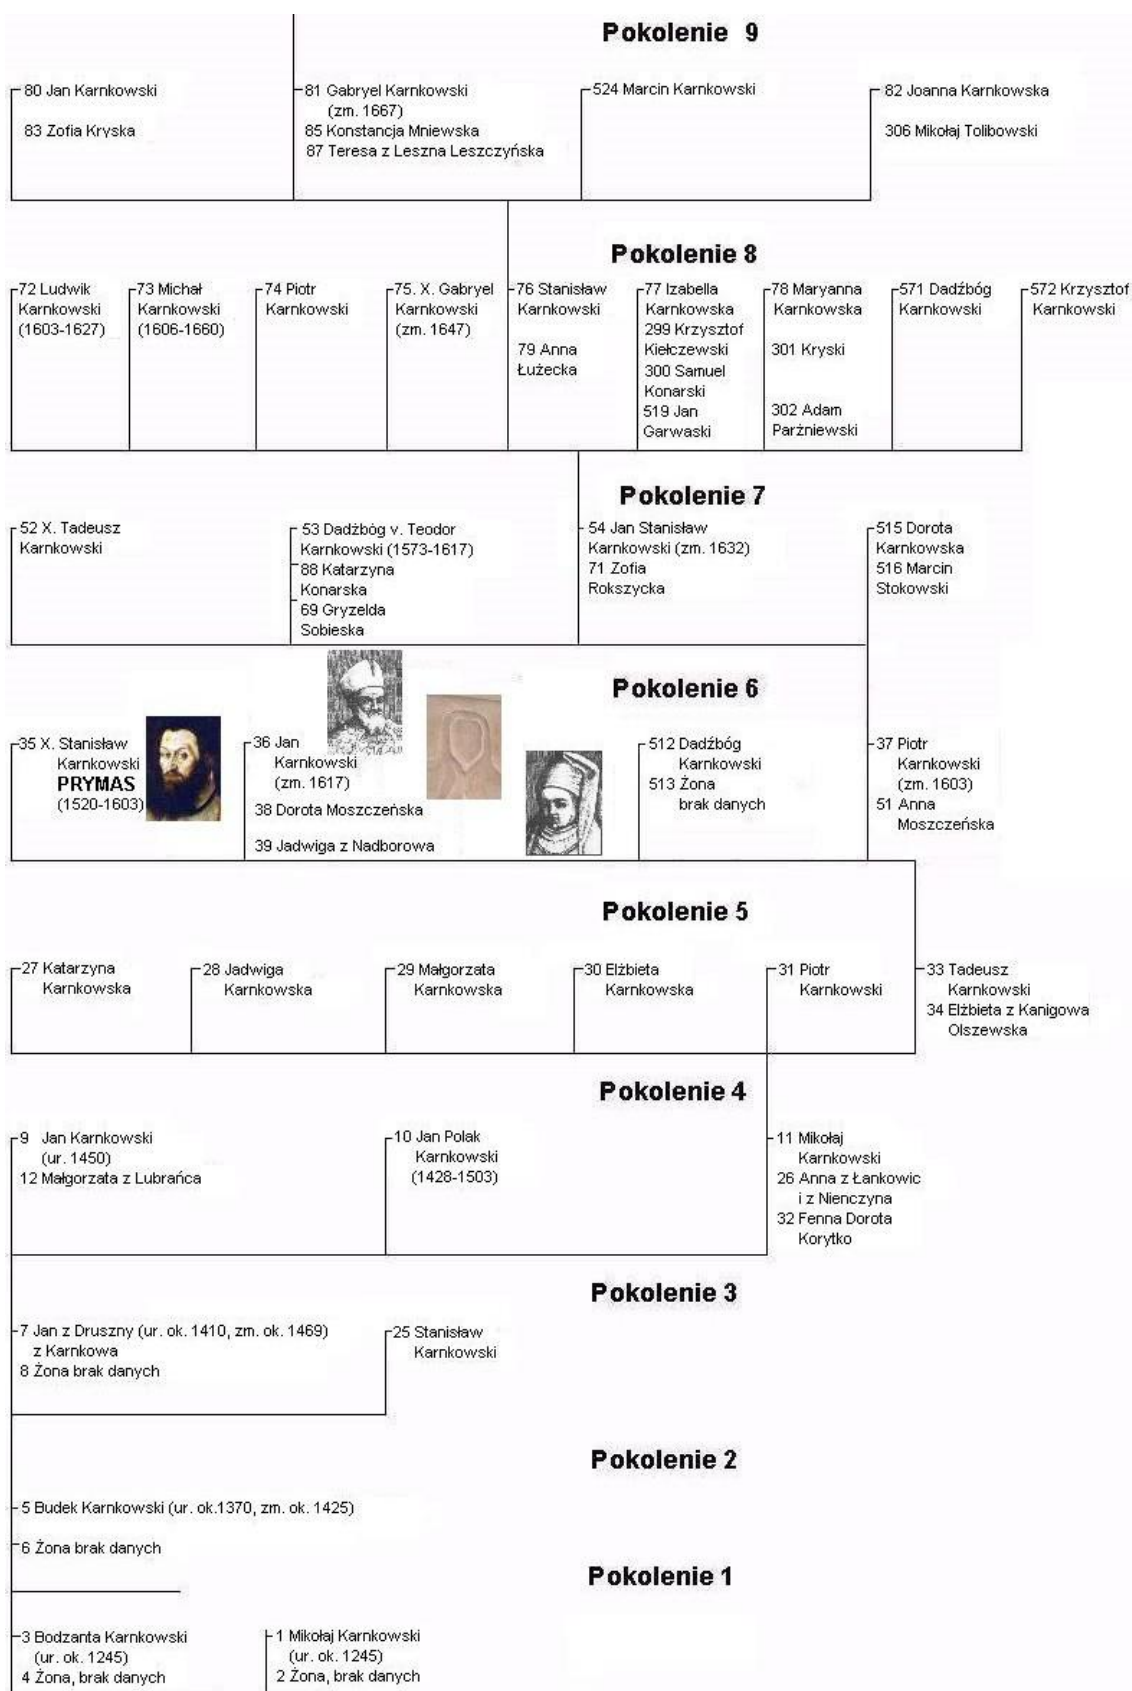 Pokolenie 9
80 Jan Karnkowski
83 Zofia Kryska
81 Gabryel Karnkowski
(zm. 1667)
85 Konstancja Mniewska
87 Teresa z Leszna Leszczyńska
524 Marcin Karnkowski
82 Joanna Karnkowska
306 Mikołaj Tolibowski
Pokolenie 8
72 Ludwik
Karnkowski
(1603-1627)
73 Michał
Karnkowski
(1606-1660)
74 Piotr
Karnkowski
75. X. Gabryel
Karnkowski
(zm. 1647)
76 Stanisław
Karnkowski
79 Anna
Łużecka
77 Izabella
Karnkowska
299 Krzysztof
Kiełczewski
300 Samuel
Konarski
519 Jan
Garwaski
78 Maryanna
Karnkowska
301 Kryski
302 Adam
Parźniewski
571 Dadźbóg
Karnkowski
572 Krzysztof
Karnkowski
Pokolenie 7
52 X. Tadeusz
Karnkowski
53 Dadźbóg v. Teodor
Karnkowski (1573-1617)
88 Katarzyna
Konarska
69 Gryzelda
Sobieska
54 Jan Stanisław
Karnkowski (zm. 1632)
71 Zofia
Rokszycka
515 Dorota
Karnkowska
516 Marcin
Stokowski
Pokolenie 6
35 X. Stanisław
Karnkowski
PRYMAS
(1520-1603)
36 Jan
Karnkowski
(zm. 1617)
38 Dorota Moszczeńska
39 Jadwiga z Nadborowa
512 Dadźbóg
Karnkowski
513 Żona
brak danych
37 Piotr
Karnkowski
(zm. 1603)
51 Anna
Moszczeńska
Pokolenie 5
27 Katarzyna
Karnkowska
28 Jadwiga
Karnkowska
29 Małgorzata
Karnkowska
30 Elżbieta
Karnkowska
31 Piotr
Karnkowski
33 Tadeusz
Karnkowski
34 Elżbieta z Kanigowa
Olszewska
Pokolenie 4
9 Jan Karnkowski
(ur. 1450)
12 Małgorzata z Lubrańca
10 Jan Polak
Karnkowski
(1428-1503)
11 Mikołaj
Karnkowski
26 Anna z Łankowic
i z Nienczyna
32 Fenna Dorota
Korytko
Pokolenie 3
7 Jan z Druszny (ur. ok. 1410, zm. ok. 1469)
z Karnkowa
8 Żona brak danych
25 Stanisław
Karnkowski
Pokolenie 2
5 Budek Karnkowski (ur. ok.1370, zm. ok. 1425)
6 Żona brak danych
Pokolenie 1
3 Bodzanta Karnkowski
(ur. ok. 1245)
4 Żona, brak danych
1 Mikołaj Karnkowski
(ur. ok. 1245)
2 Żona, brak danych